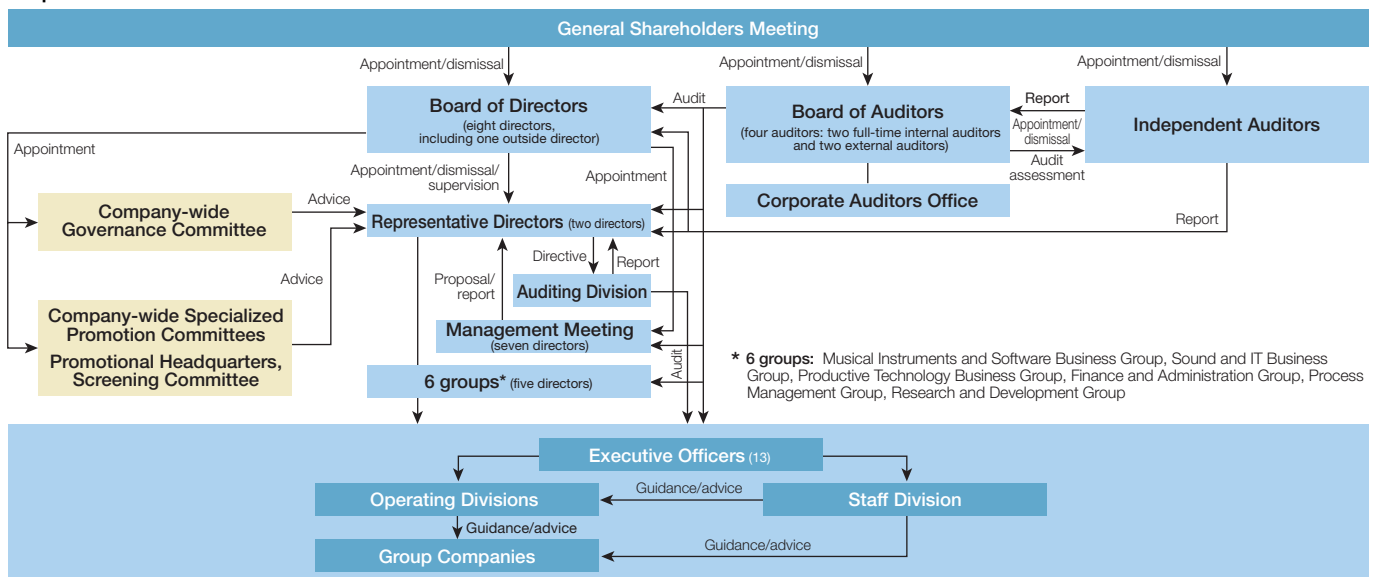 General Shareholders Meeting
Appointment/dismissal
Appointment/dismissal
Appointment/dismissal
Board of Directors
(eight directors,
including one outside director)
Audit
Board of Auditors
(four auditors: two full-time internal auditors
and two external auditors)
Report
Appointment/
dismissal
Audit
assessment
Independent Auditors
Appointment
Appointment/dismissal/
supervision
Appointment
Corporate Auditors Office
Company-wide
Governance Committee
Advice
Representative Directors (two directors)
Report
Directive
Report
Proposal/
report
Advice
Auditing Division
Company-wide Specialized
Promotion Committees
Promotional Headquarters,
Screening Committee
Management Meeting
(seven directors)
Audit
6 groups* (five directors)
* 6 groups: Musical Instruments and Software Business Group, Sound and IT Business
Group, Productive Technology Business Group, Finance and Administration Group, Process
Management Group, Research and Development Group
Executive Officers (13)
Operating Divisions
Guidance/advice
Staff Division
Guidance/advice
Group Companies
Guidance/advice